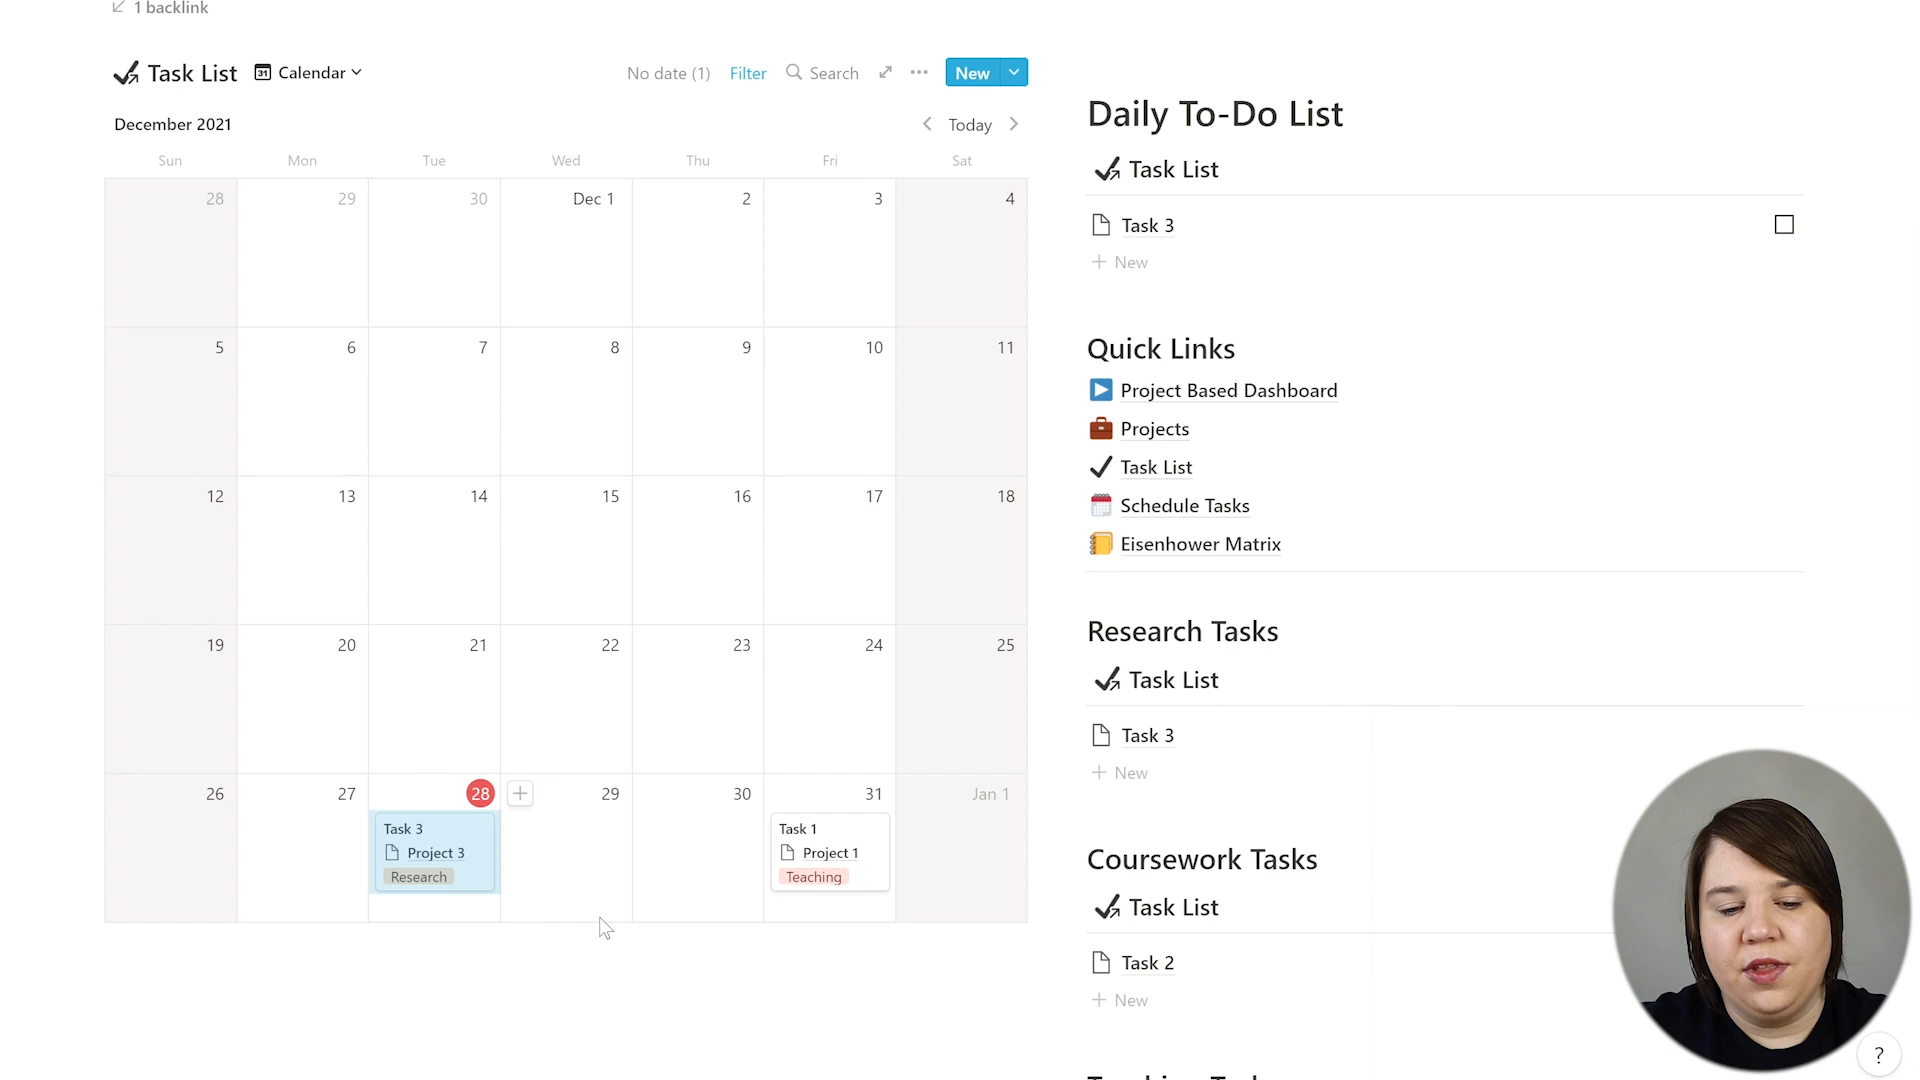 1 backlink
Task List
31 Calendar
No date (1)
Filter
Search
New
December 2021
Today
Sun Mon Tue Wed Thu Fri Sat
28 29 30 Dec 1 2 3 4
5 6 7 8 9 10 11
12 13 14 15 16 17 18
19 20 21 22 23 24 25
26 27 28 29 30 31 Jan 1
Task 3
Project 3
Research
Task 1
Project 1
Teaching
Daily To-Do List
Task List
Task 3
+ New
Quick Links
Project Based Dashboard
Projects
Task List
Schedule Tasks
Eisenhower Matrix
Research Tasks
Task List
Task 3
+ New
Coursework Tasks
Task List
Task 2
+ New
?